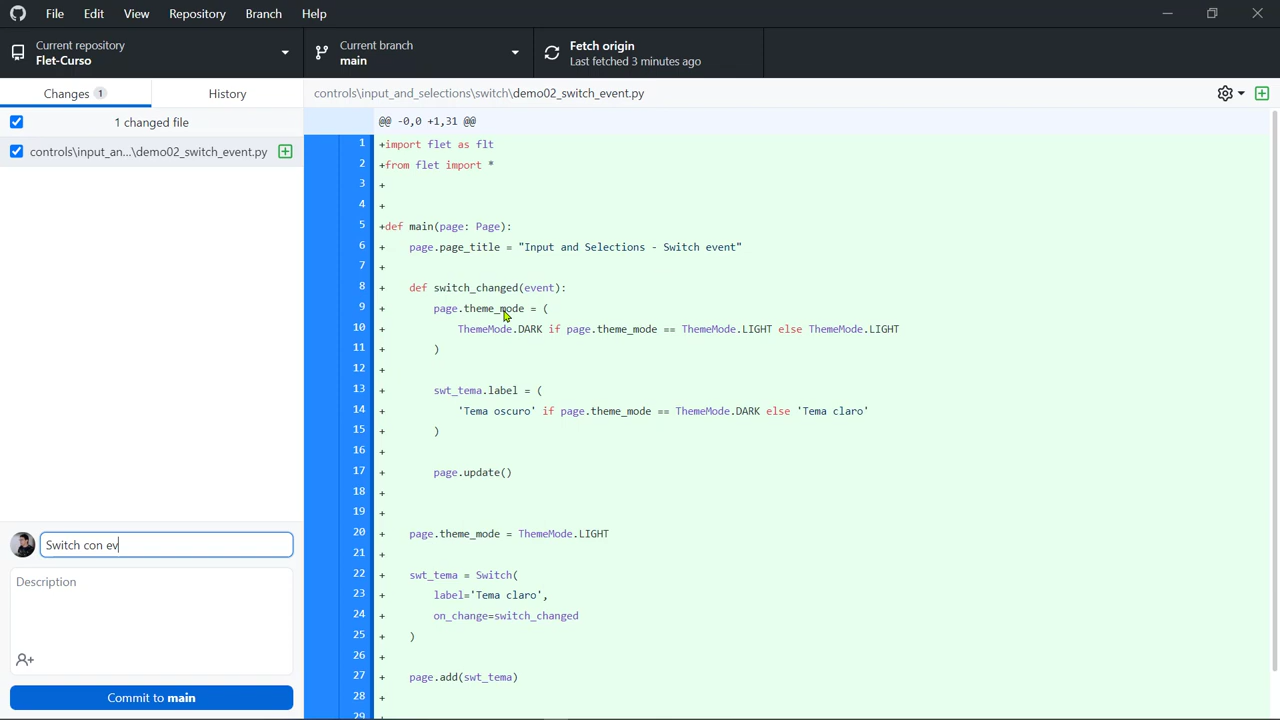 File Edit View Repository Branch Help
Current repository
Flet-Curso
Current branch
main
Fetch origin
Last fetched 3 minutes ago
Changes 1
History
controls\input_and_selections\switch\demo02_switch_event.py
1 changed file
controls\input_an...\demo02_switch_event.py
@@ -0,0 +1,31 @@
1 +import flet as flt
2 +from flet import *
3 +
4 +
5 +def main(page: Page):
6 + page.page_title = "Input and Selections - Switch event"
7 +
8 + def switch_changed(event):
9 + page.theme_mode = (
10 + ThemeMode.DARK if page.theme_mode == ThemeMode.LIGHT else ThemeMode.LIGHT
11 + )
12 +
13 + swt_tema.label = (
14 + 'Tema oscuro' if page.theme_mode == ThemeMode.DARK else 'Tema claro'
15 + )
16 +
17 + page.update()
18 +
19 +
20 + page.theme_mode = ThemeMode.LIGHT
21 +
22 + swt_tema = Switch(
23 + label='Tema claro',
24 + on_change=switch_changed
25 + )
26 +
27 + page.add(swt_tema)
28 +
29 +
Switch con ev
Description
Commit to main